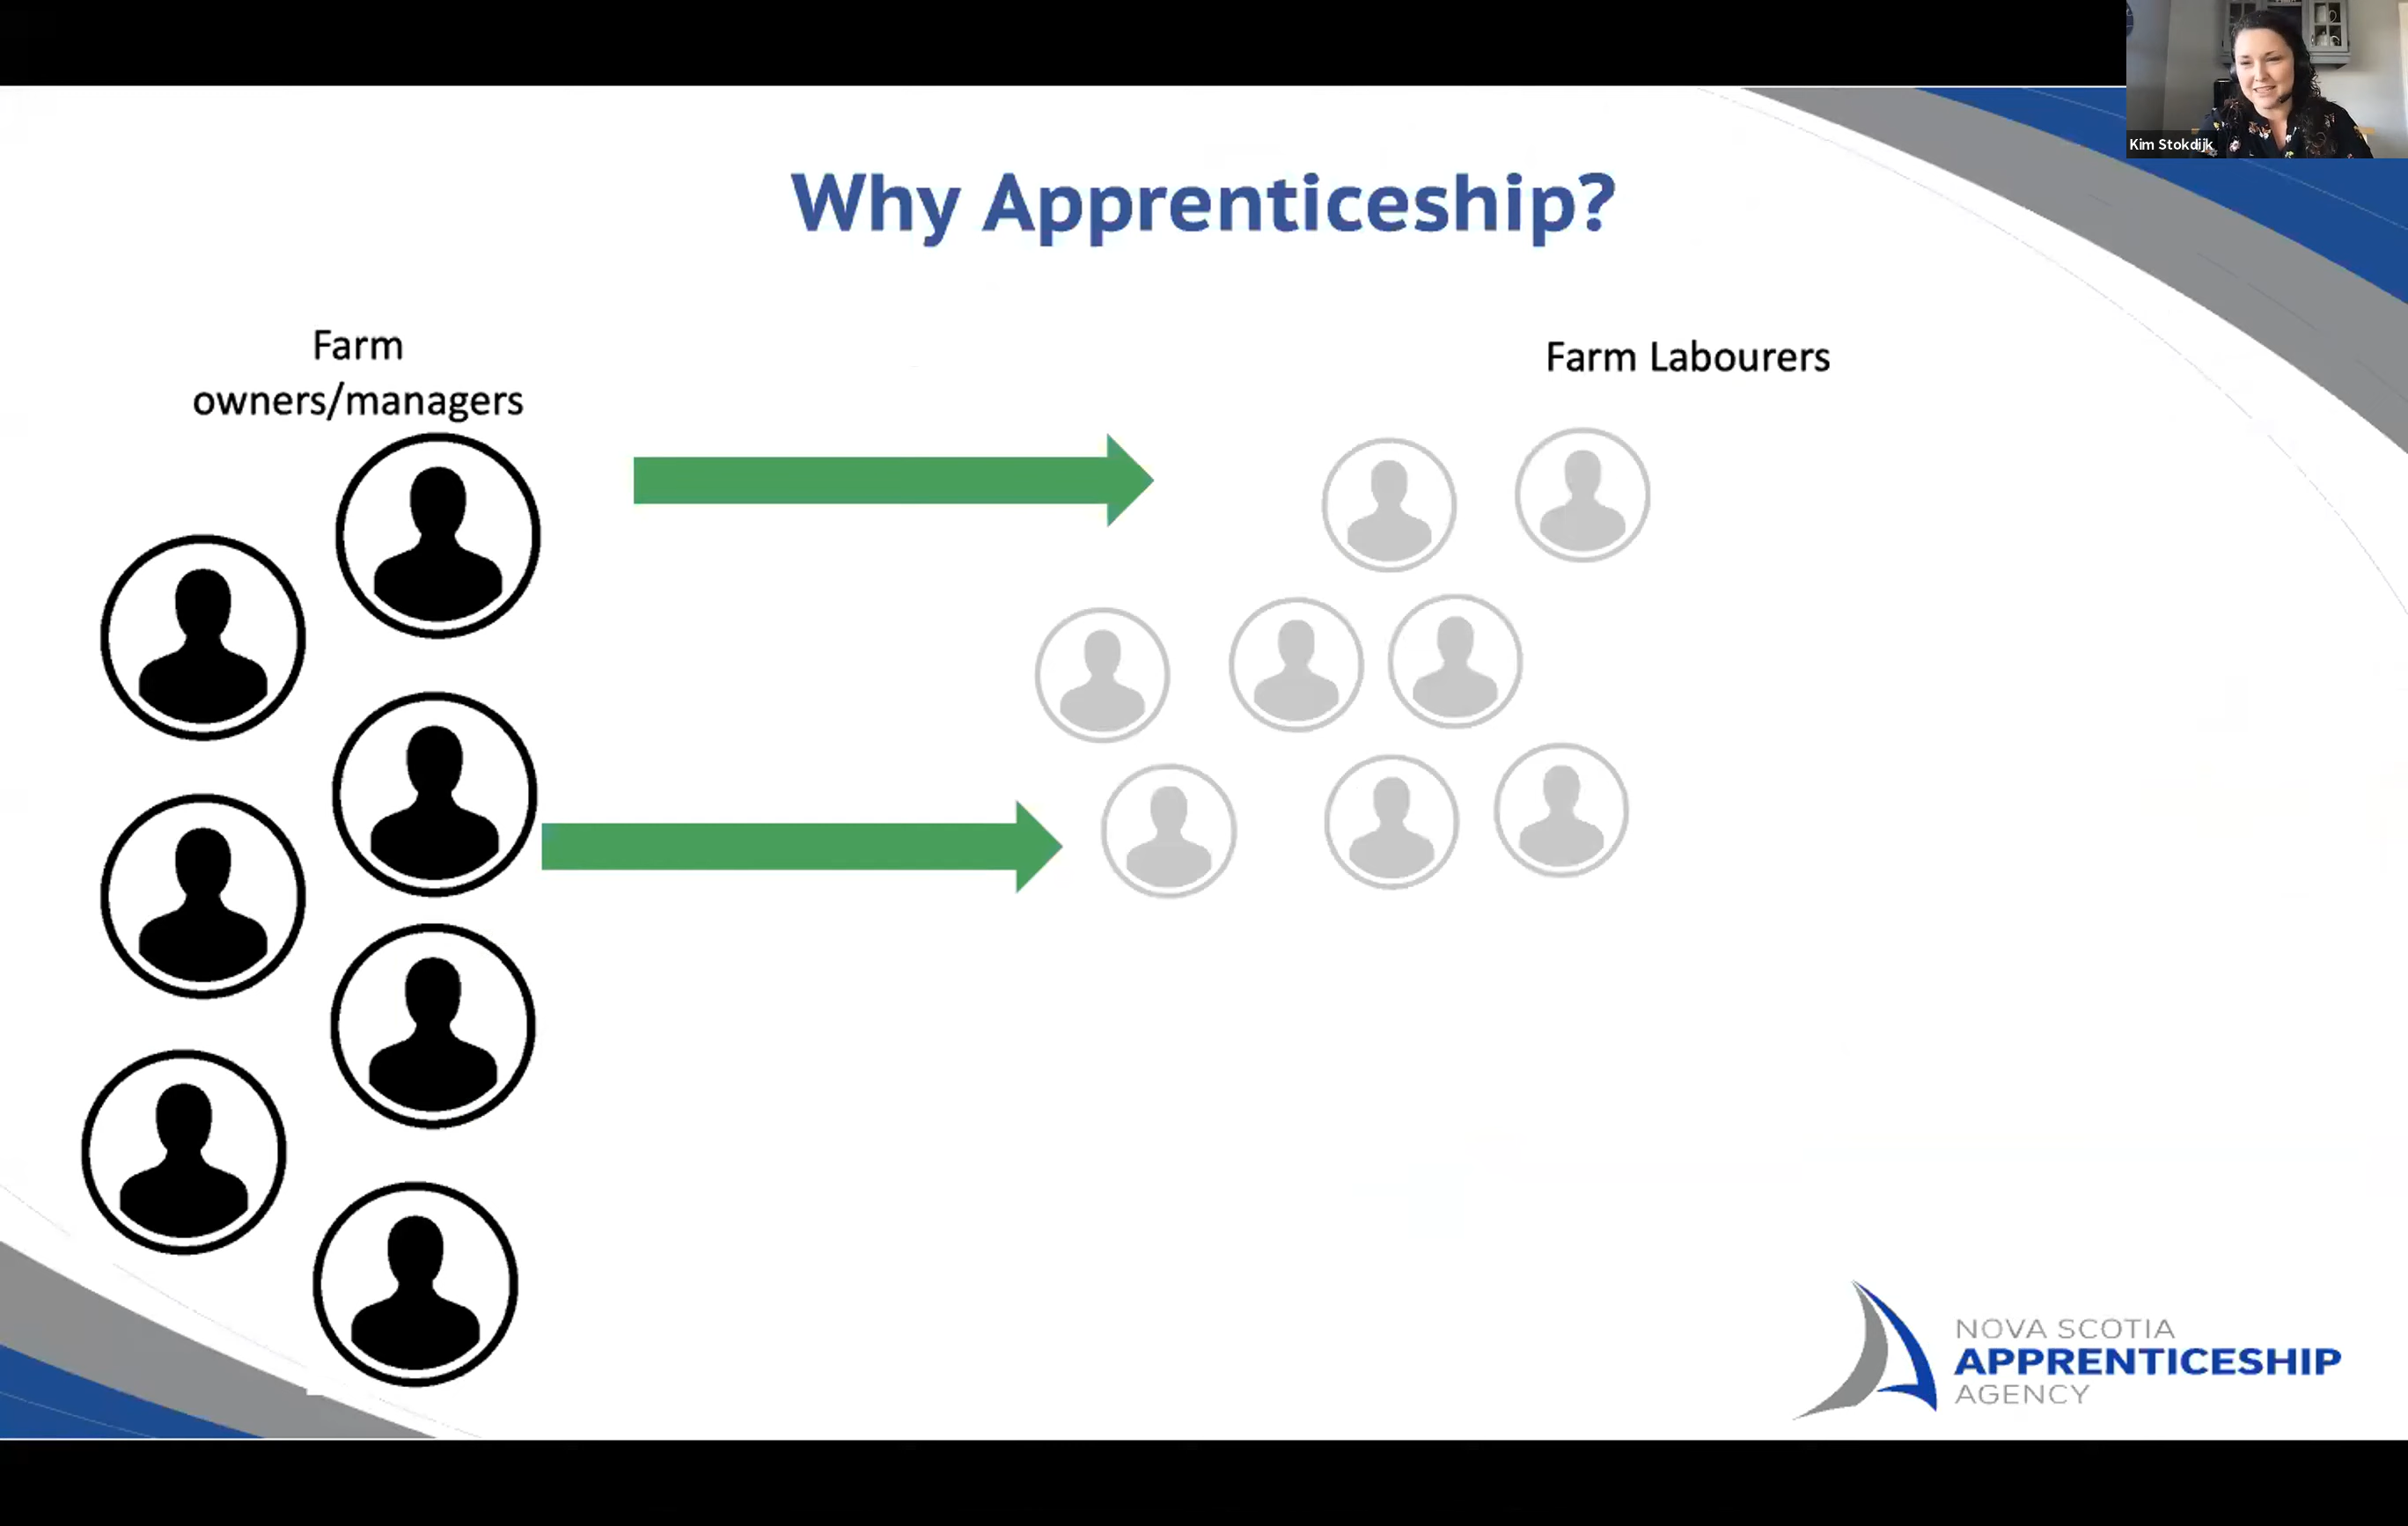 Kim Stokdijk
Why Apprenticeship?
Farm
owners/managers
Farm Labourers
NOVA SCOTIA
APPRENTICESHIP
AGENCY